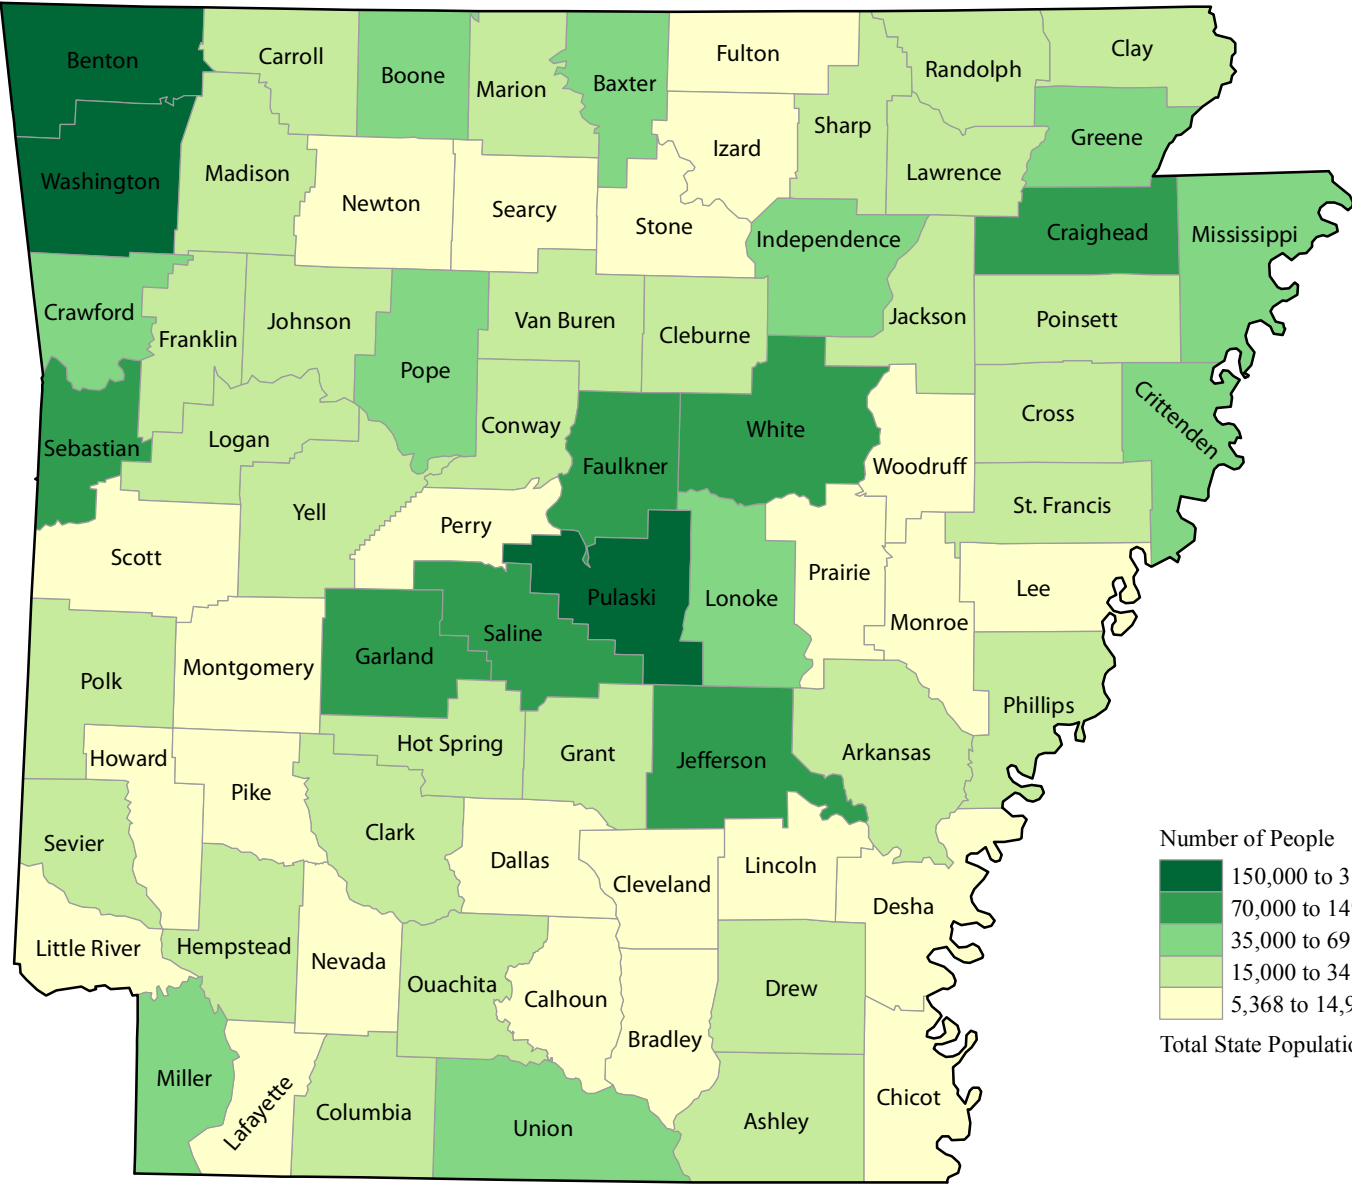 Benton
Carroll
Boone
Marion
Baxter
Fulton
Randolph
Clay
Sharp
Izard
Greene
Washington
Madison
Newton
Searcy
Stone
Lawrence
Independence
Craighead
Mississippi
Crawford
Franklin
Johnson
Pope
Van Buren
Cleburne
Jackson
Poinsett
Sebastian
Logan
Conway
Faulkner
White
Woodruff
Cross
Crittenden
Yell
Perry
St. Francis
Scott
Pulaski
Lonoke
Prairie
Monroe
Lee
Polk
Montgomery
Garland
Saline
Phillips
Howard
Pike
Hot Spring
Grant
Jefferson
Arkansas
Sevier
Clark
Dallas
Cleveland
Lincoln
Desha
Little River
Hempstead
Nevada
Ouachita
Calhoun
Bradley
Drew
Miller
Lafayette
Columbia
Union
Ashley
Chicot
Number of People
150,000 to 3
70,000 to 14
35,000 to 69
15,000 to 34
5,368 to 14,9
Total State Populatio